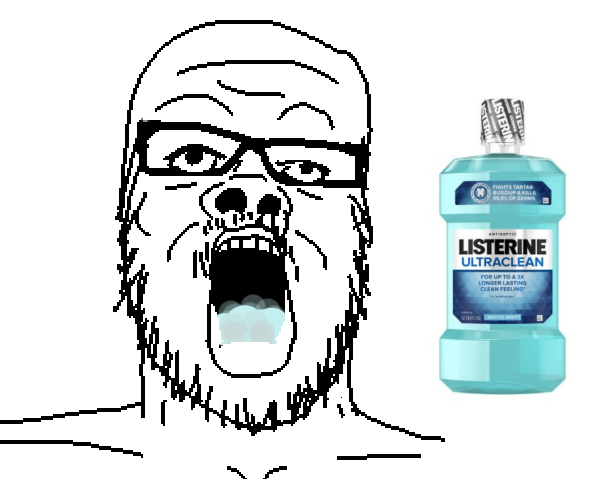 LISTERINE
FIGHTS TARTAR
BUILDUP & KILLS
99.9% OF GERMS
ANTISEPTIC
LISTERINE
ULTRACLEAN
FOR UP TO A 3X
LONGER LASTING
CLEAN FEELING
ARCTIC MINT